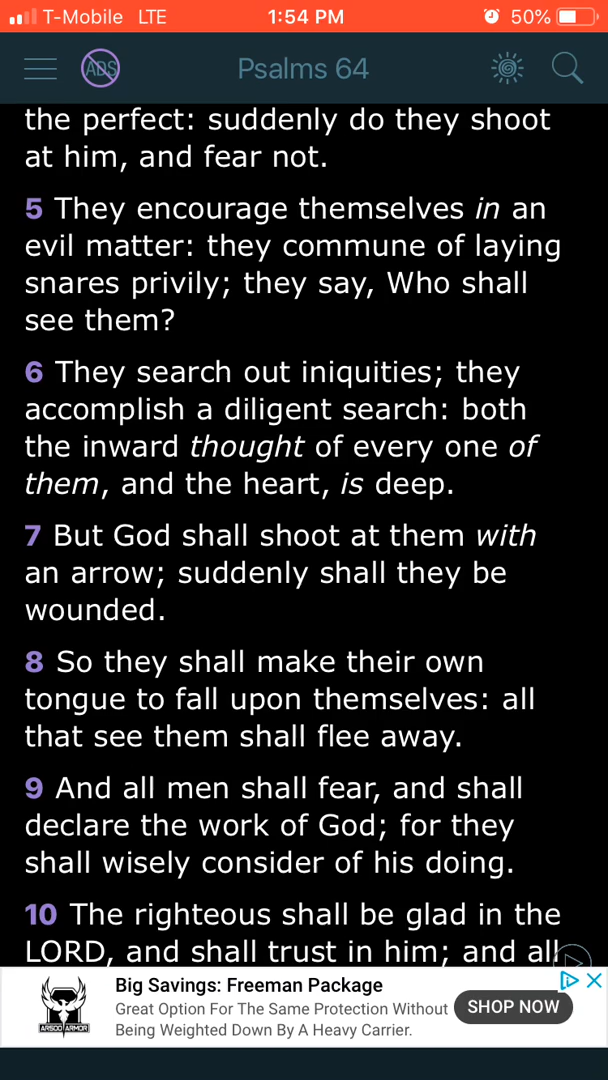 T-Mobile LTE 1:54 PM 50%
ADS Psalms 64
the perfect: suddenly do they shoot
at him, and fear not.
5 They encourage themselves in an
evil matter: they commune of laying
snares privily; they say, Who shall
see them?
6 They search out iniquities; they
accomplish a diligent search: both
the inward thought of every one of
them, and the heart, is deep.
7 But God shall shoot at them with
an arrow; suddenly shall they be
wounded.
8 So they shall make their own
tongue to fall upon themselves: all
that see them shall flee away.
9 And all men shall fear, and shall
declare the work of God; for they
shall wisely consider of his doing.
10 The righteous shall be glad in the
LORD, and shall trust in him; and all
Big Savings: Freeman Package
Great Option For The Same Protection Without
Being Weighted Down By A Heavy Carrier.
SHOP NOW
AR500 ARMOR